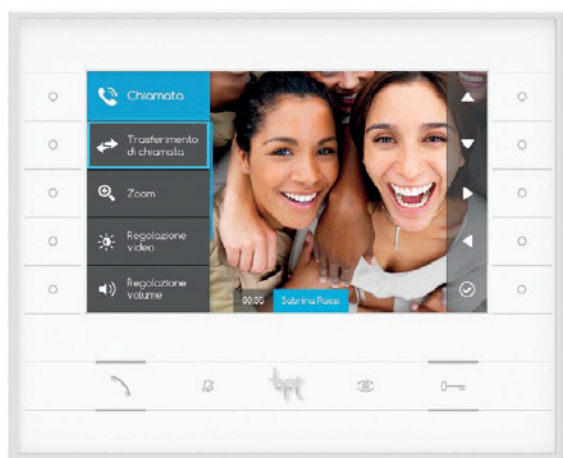 Chiamata
Trasferimento
di chiamata
Zoom
Regolazione
video
Regolazione
volume
00:35 Sabrina Rossi
bpt